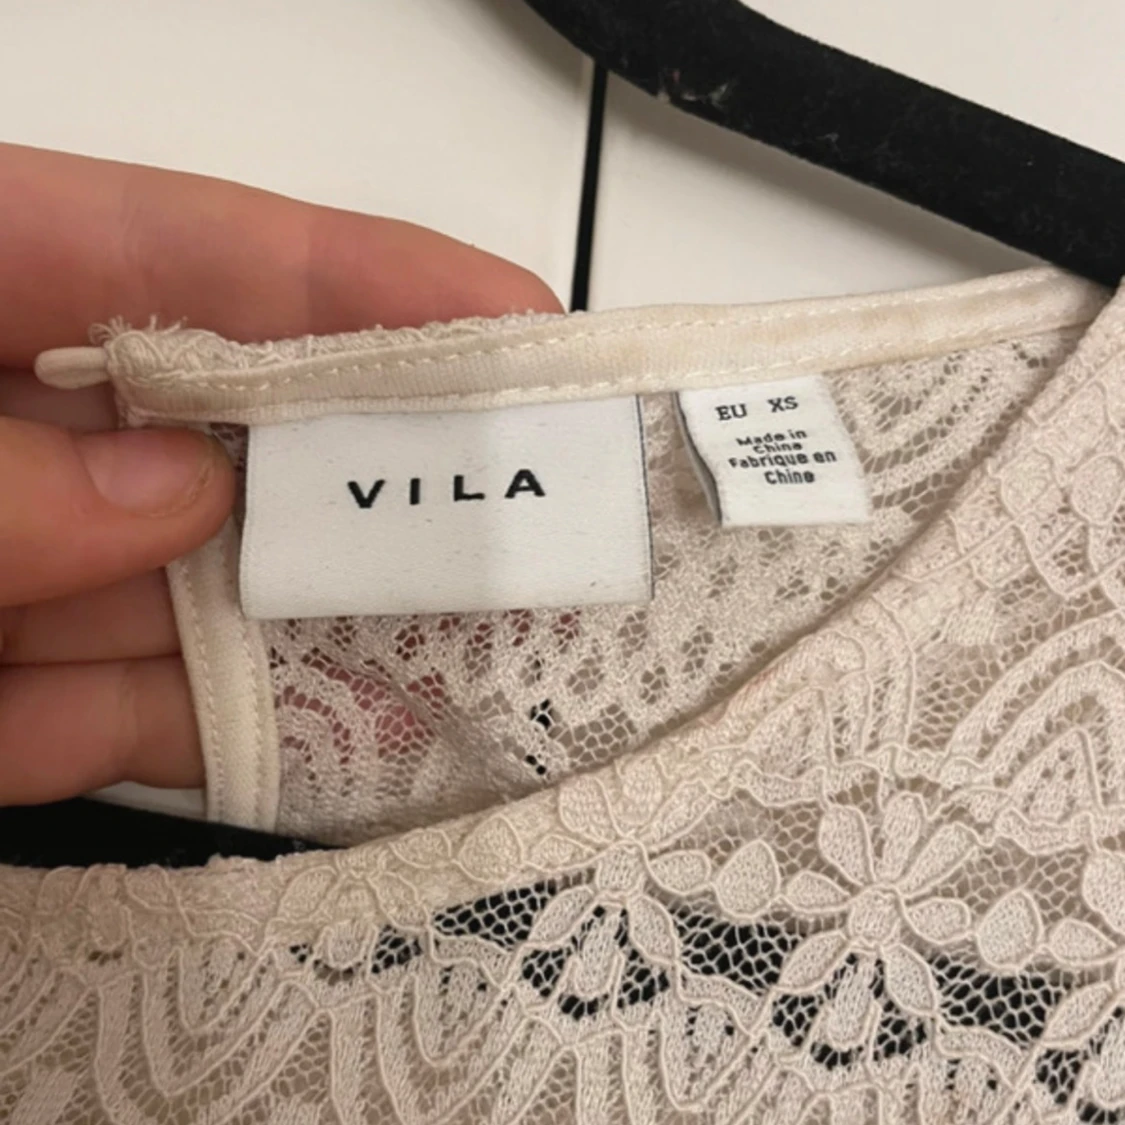 VILA
EU XS
Made in
China
Fabrique en
Chine